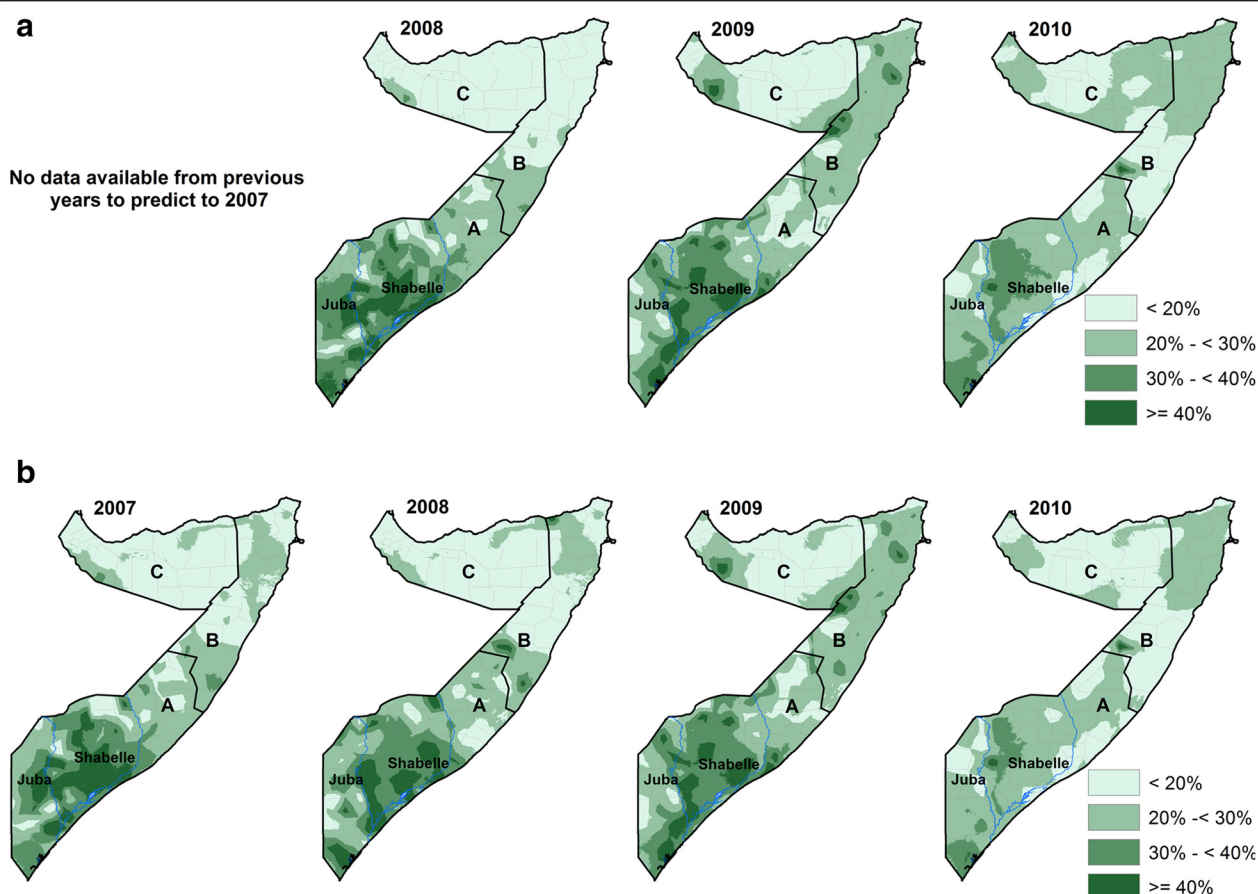 a
2008
2009
2010
C
C
C
B
B
B
No data available from previous
years to predict to 2007
A
A
A
Juba
Shabelle
Juba
Shabelle
Juba
Shabelle
< 20%
20% - < 30%
30% - < 40%
>= 40%
b
2007
2008
2009
2010
C
C
C
C
B
B
B
B
A
A
A
A
Juba
Shabelle
Juba
Shabelle
Juba
Shabelle
Juba
Shabelle
< 20%
20% -< 30%
30% - < 40%
>= 40%